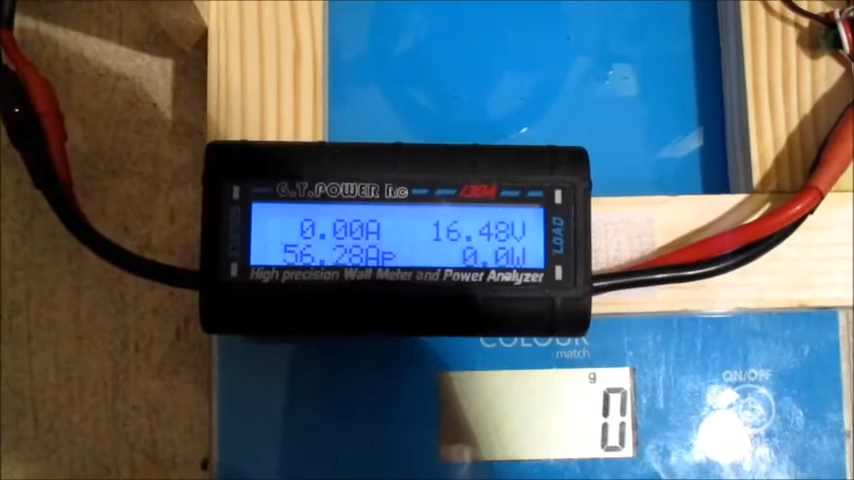 G.T.POWER RC 130A
0.00A 16.48V
56.28Ap 0.0W
LOAD
High precision Watt Meter and Power Analyzer
COLOUR
match
ON/OFF
g
0